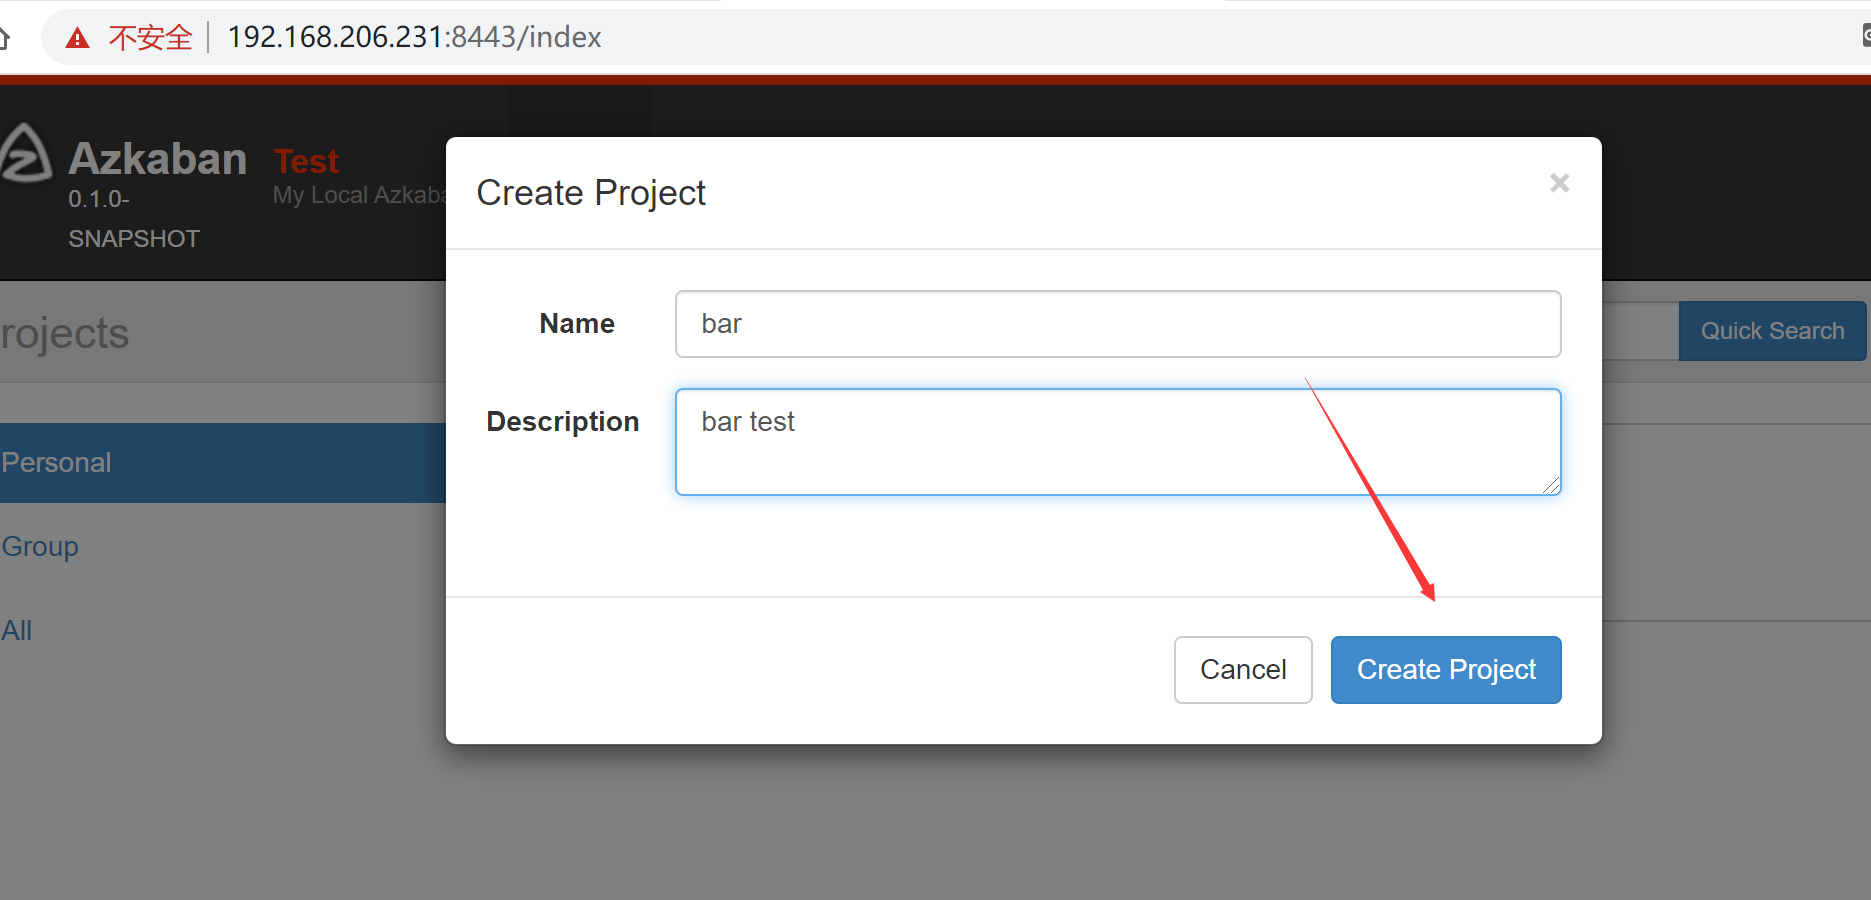 不安全 192.168.206.231:8443/index
Azkaban Test
0.1.0-
SNAPSHOT
My Local Azkaba
Create Project
×
rojects
Name bar
Quick Search
Description bar test
Personal
Group
All
Cancel Create Project